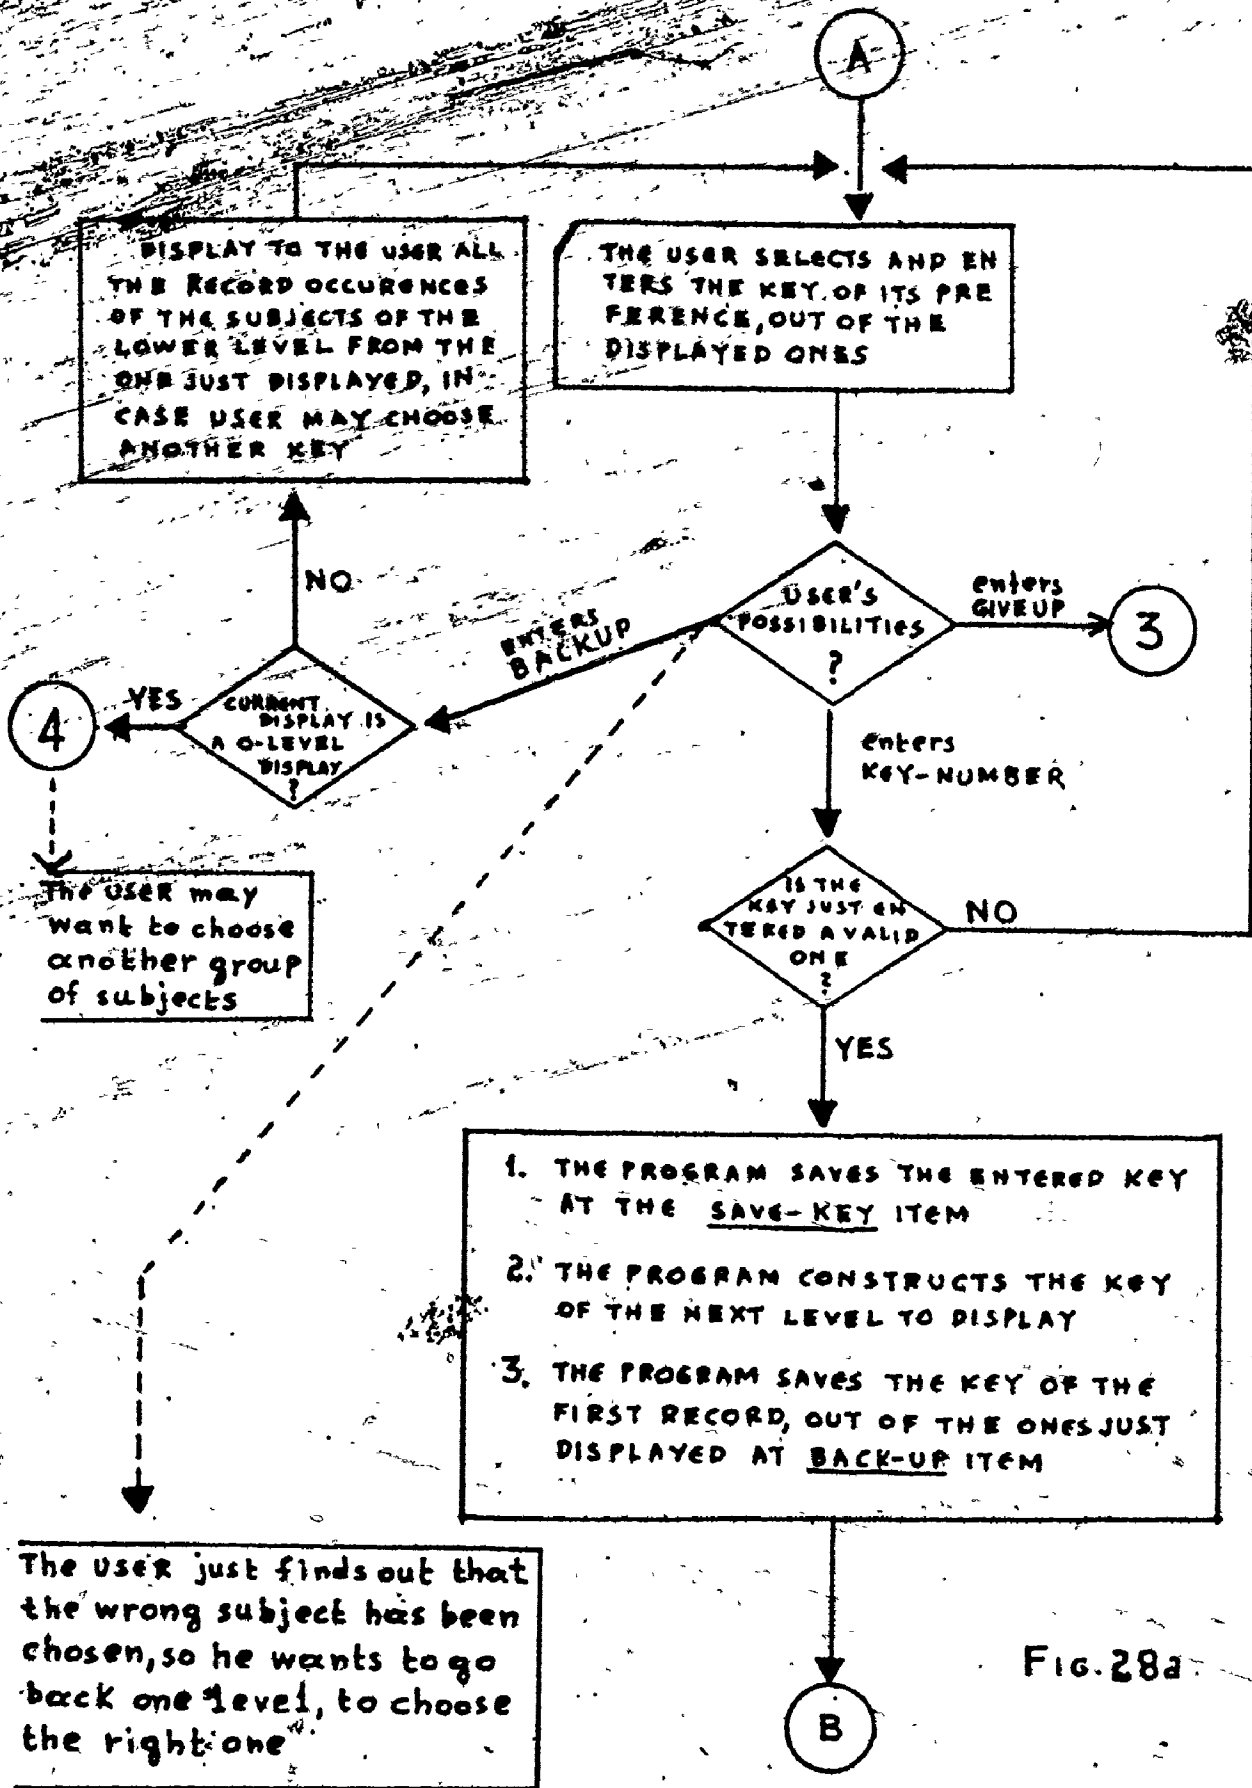 A
DISPLAY TO THE USER ALL
THE RECORD OCCURENCES
OF THE SUBJECTS OF THE
LOWER LEVEL FROM THE
ONE JUST DISPLAYED, IN
CASE USER MAY CHOOSE
ANOTHER KEY
THE USER SELECTS AND EN
TERS THE KEY OF ITS PRE
FERENCE, OUT OF THE
DISPLAYED ONES
NO
ENTERS
BACKUP
USER'S
POSSIBILITIES
?
enters
GIVEUP
3
4
YES
CURRENT
DISPLAY IS
A 0-LEVEL
DISPLAY
?
enters
KEY-NUMBER
The user may
want to choose
another group
of subjects
IS THE
KEY JUST EN
TERED A VALID
ONE
?
NO
YES
1. THE PROGRAM SAVES THE ENTERED KEY
AT THE SAVE-KEY ITEM
2. THE PROGRAM CONSTRUCTS THE KEY
OF THE NEXT LEVEL TO DISPLAY
3. THE PROGRAM SAVES THE KEY OF THE
FIRST RECORD, OUT OF THE ONES JUST
DISPLAYED AT BACK-UP ITEM
The user just finds out that
the wrong subject has been
chosen, so he wants to go
back one level, to choose
the right one
FIG. 28a
B